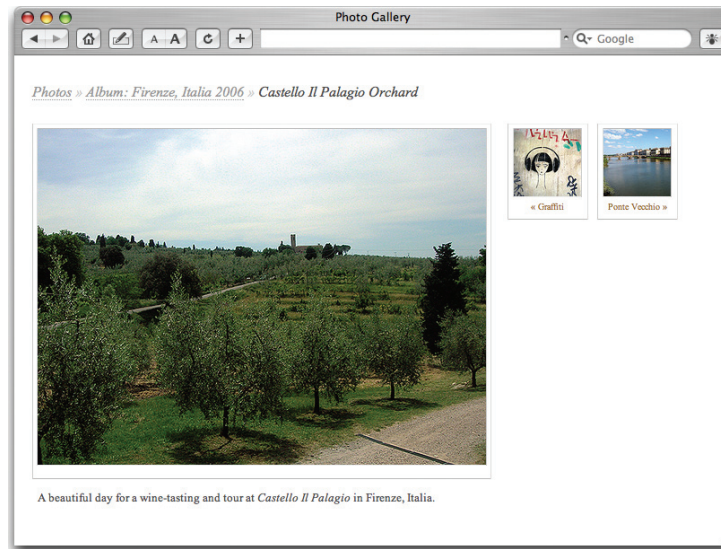 Photo Gallery
A A
Google
Photos » Album: Firenze, Italia 2006 » Castello Il Palagio Orchard
« Graffiti
Ponte Vecchio »
A beautiful day for a wine-tasting and tour at Castello Il Palagio in Firenze, Italia.